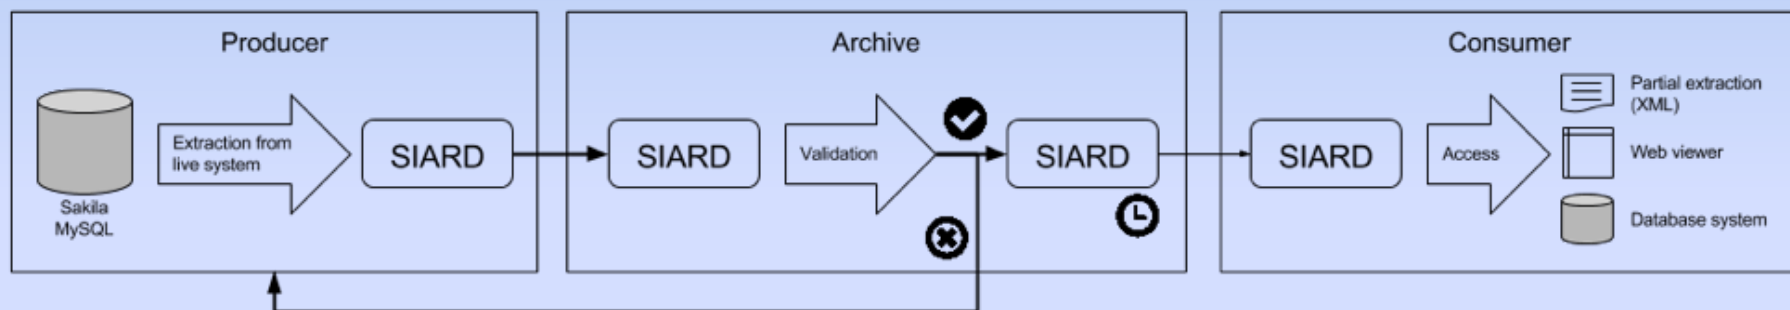 Producer
Sakila
MySQL
Extraction from
live system
SIARD
Archive
SIARD
Validation
SIARD
Consumer
SIARD
Access
Partial extraction
(XML)
Web viewer
Database system